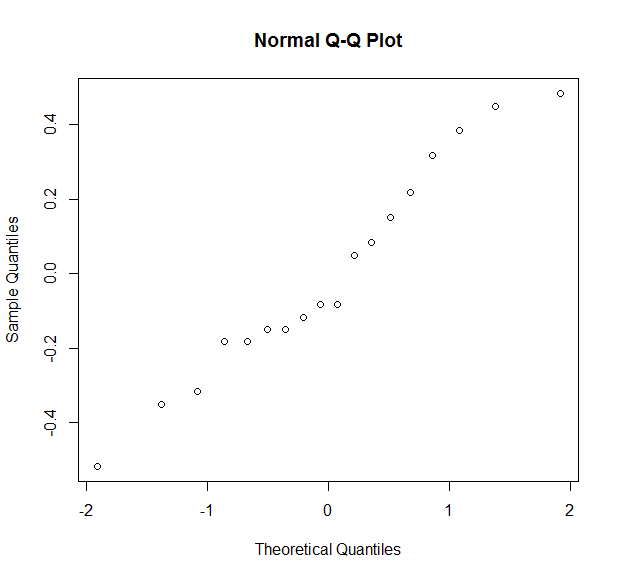 Normal Q-Q Plot
0.4
0.2
0.0
-0.2
-0.4
Sample Quantiles
-2 -1 0 1 2
Theoretical Quantiles